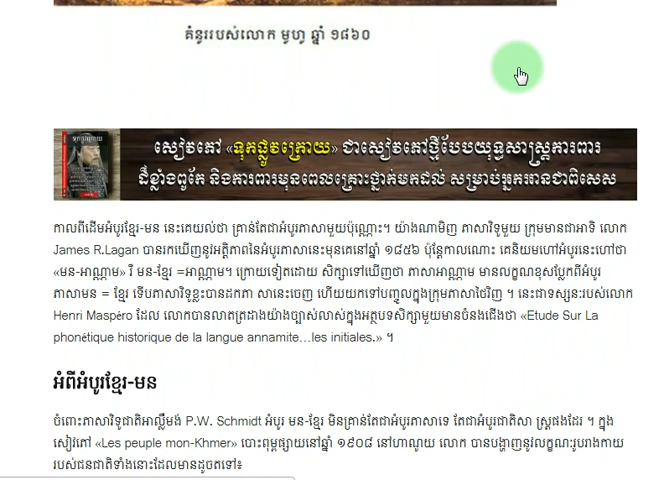 គំនូររបស់លោក មូហូ ឆ្នាំ ១៨៦០
សៀវភៅ «ទុកផ្លូវក្រោយ» ជាសៀវភៅថ្មីបែបយុទ្ធសាស្ត្រការពារ
ដ៏ខ្លាំងពូកែ និងការពារមុនពេលគ្រោះថ្នាក់មកដល់ សម្រាប់អ្នកអានជាពិសេស
កាលពីដើមអំបូរខ្មែរ-មន នេះគេយល់ថា គ្រាន់តែជាអំបូរភាសាមួយប៉ុណ្ណោះ។ យ៉ាងណាមិញ ភាសាវិទូមួយ ក្រុមមានជាអាទិ លោក
James R.Lagan បានរកឃើញនូវអត្ថិភាពនៃអំបូរភាសានេះមុនគេនៅឆ្នាំ ១៨៥៦ ប៉ុន្តែកាលណោះ គេនិយមហៅអំបូរនេះហៅថា
«មន-អាណ្ណាម» រឺ មន-ខ្មែរ =អាណ្ណាម។ ក្រោយទៀតដោយ សិក្សាទៅឃើញថា ភាសាអាណ្ណាម មានលក្ខណខុសប្លែកពីអំបូរ
ភាសាមន = ខ្មែរ ទើបភាសាវិទូខ្លះបានដកភា សានេះចេញ ហើយយកទៅបញ្ចូលក្នុងក្រុមភាសាថៃវិញ ។ នេះជាទស្សនៈរបស់លោក
Henri Maspéro ដែល លោកបានលាតត្រដាងយ៉ាងច្បាស់លាស់ក្នុងអត្ថបទសិក្សាមួយមានចំនងជើងថា «Etude Sur La
phonétique historique de la langue annamite…les initiales.» ។
អំពីអំបូរខ្មែរ-មន
ចំពោះភាសាវិទូជាតិអាល្លឺម៉ង់ P.W. Schmidt អំបូរ មន-ខ្មែរ មិនគ្រាន់តែជាអំបូរភាសាទេ តែជាអំបូរជាតិសា ស្ត្រផងដែរ ។ ក្នុង
សៀវភៅ «Les peuple mon-Khmer» បោះពុម្ពផ្សាយនៅឆ្នាំ ១៩០៨ នៅហាណូយ លោក បានបង្ហាញនូវលក្ខណៈរូបរាងកាយ
របស់ជនជាតិទាំងនោះដែលមានដូចតទៅ៖